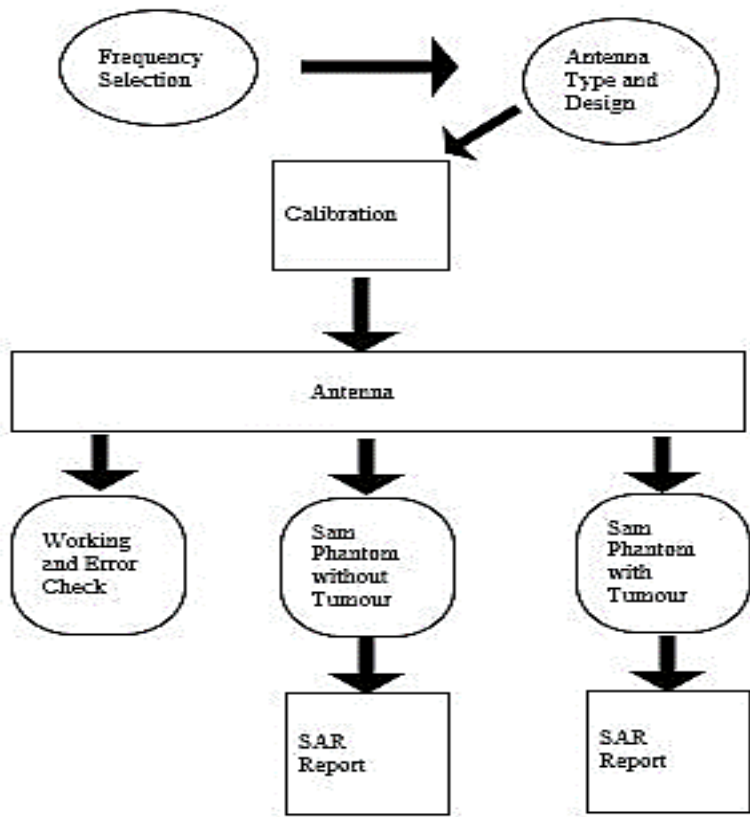 Frequency
Selection
Antenna
Type and
Design
Calibration
Antenna
Working
and Error
Check
Sam
Phantom
without
Tumour
Sam
Phantom
with
Tumour
SAR
Report
SAR
Report